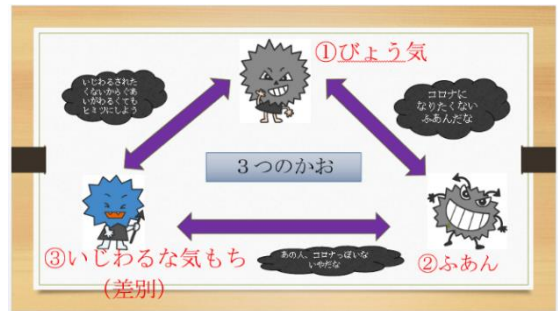 ①びょう気
いじわるされた
くないからぐあ
いがわるくても
ヒミツにしよう
コロナに
なりたくない
ふあんだな
3つのかお
③いじわるな気もち
(差別)
あの人、コロナっぽいな
いやだな
②ふあん